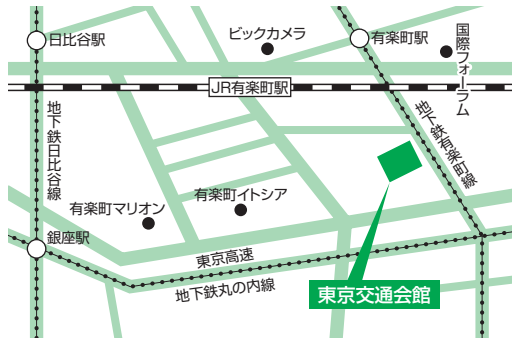 日比谷駅
ビックカメラ
有楽町駅
国際フォーラム
JR有楽町駅
地下鉄日比谷線
地下鉄有楽町線
有楽町マリオン
有楽町イトシア
銀座駅
東京高速
地下鉄丸の内線
東京交通会館